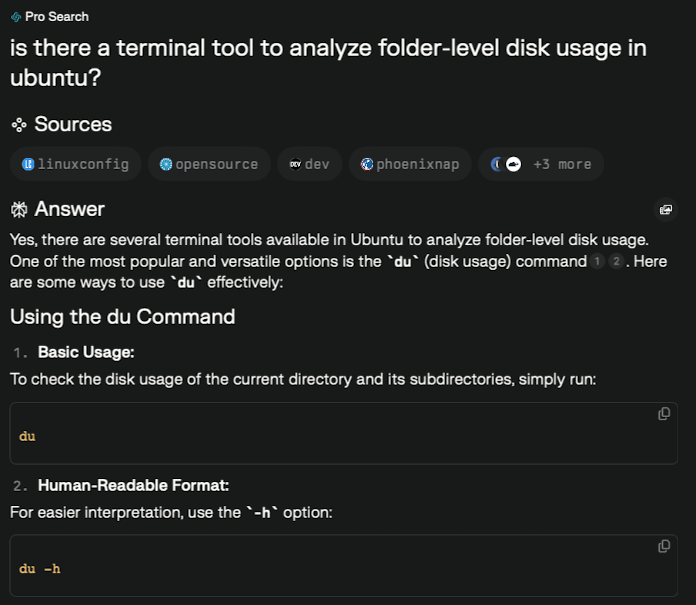 Pro Search
is there a terminal tool to analyze folder-level disk usage in
ubuntu?
Sources
linuxconfig opensource dev phoenixnap +3 more
Answer
Yes, there are several terminal tools available in Ubuntu to analyze folder-level disk usage.
One of the most popular and versatile options is the `du` (disk usage) command 1 2 . Here
are some ways to use `du` effectively:
Using the du Command
1. Basic Usage:
To check the disk usage of the current directory and its subdirectories, simply run:
du
2. Human-Readable Format:
For easier interpretation, use the `-h` option:
du -h